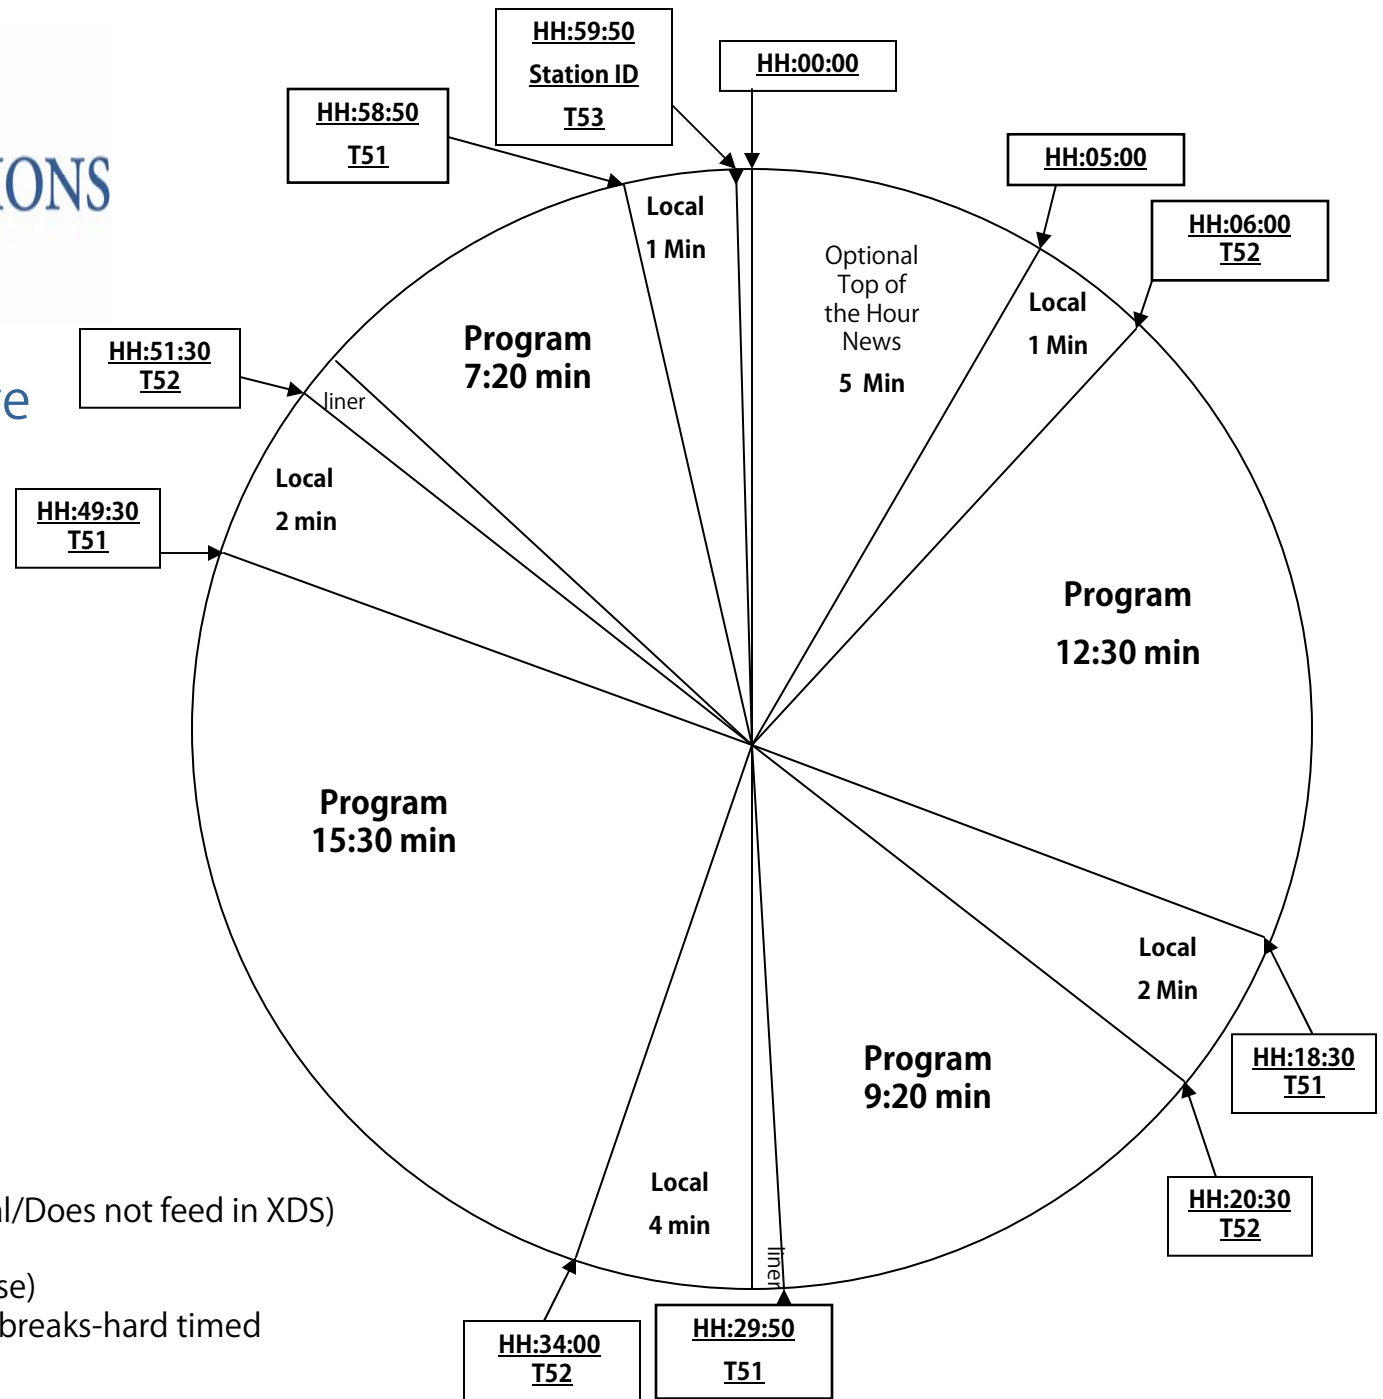 HH:59:50
Station ID
T53
HH:00:00
HH:58:50
T51
HH:05:00
HH:06:00
T52
IONS
Local
1 Min
Optional
Top of
the Hour
News
5 Min
Local
1 Min
Program
7:20 min
HH:51:30
T52
liner
Local
2 min
HH:49:30
T51
Program
12:30 min
Program
15:30 min
Local
2 Min
HH:18:30
T51
Program
9:20 min
HH:20:30
T52
Local
4 min
liner
HH:29:50
T51
HH:34:00
T52
al/Does not feed in XDS)
se)
breaks-hard timed